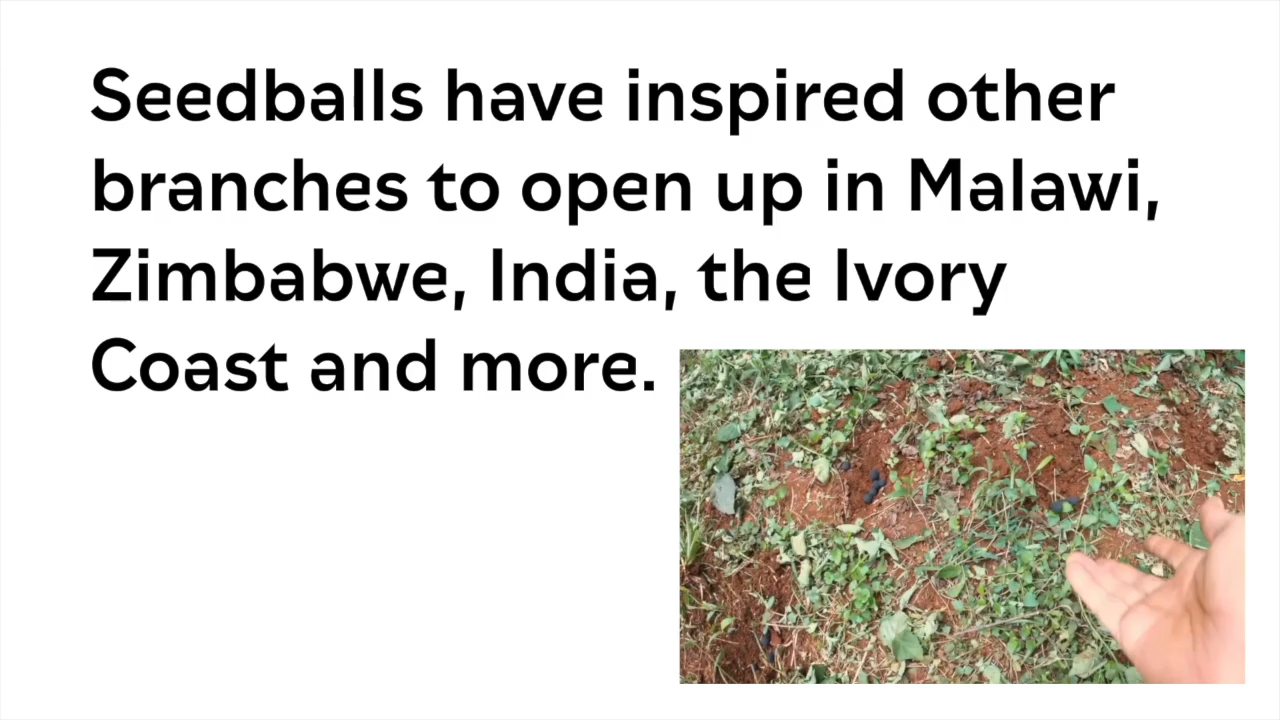 Seedballs have inspired other
branches to open up in Malawi,
Zimbabwe, India, the Ivory
Coast and more.